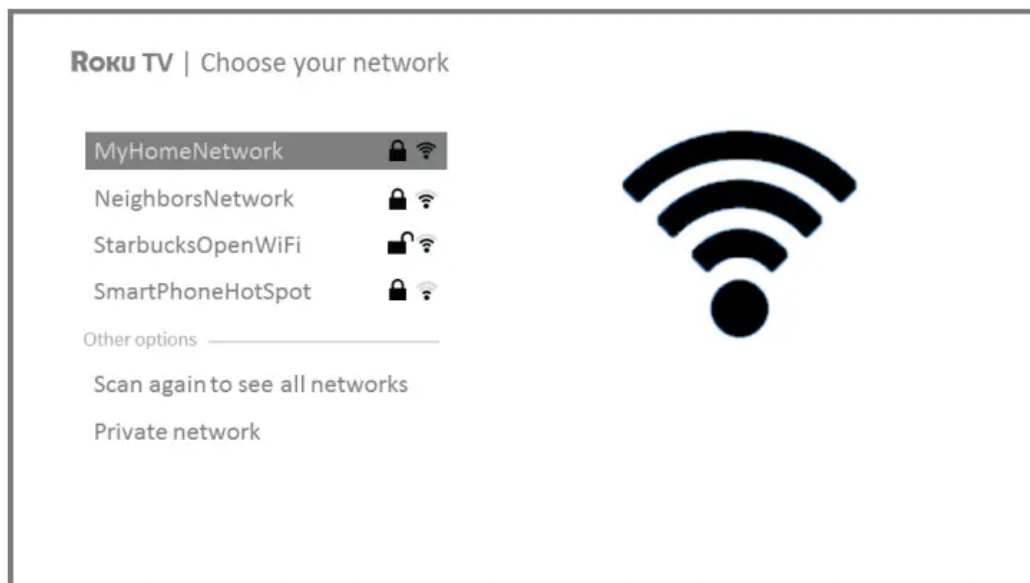 ROKU TV | Choose your network
MyHomeNetwork
NeighborsNetwork
StarbucksOpenWiFi
SmartPhoneHotSpot
Other options
Scan again to see all networks
Private network